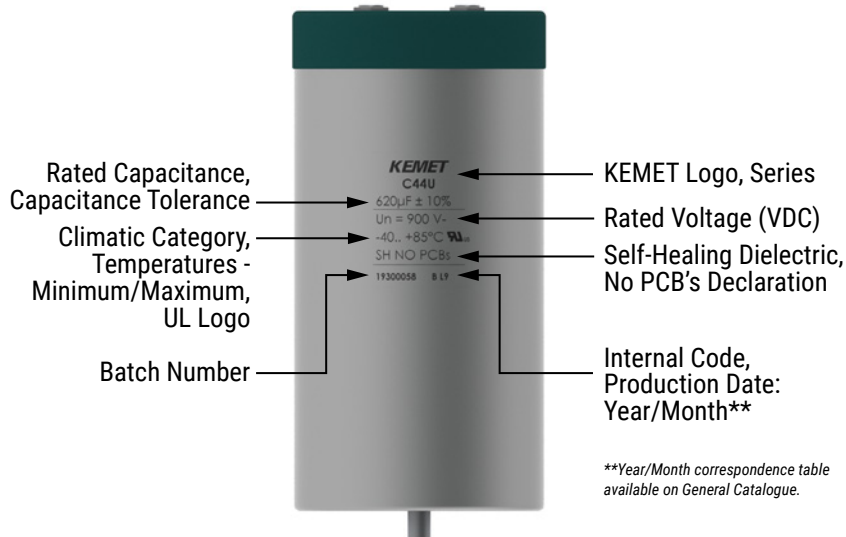 Rated Capacitance,
Capacitance Tolerance
Climatic Category,
Temperatures -
Minimum/Maximum,
UL Logo
Batch Number
KEMET
C44U
620µF ± 10%
Un = 900 V-
-40.. +85°C
SH NO PCBs
19300058 B L9
KEMET Logo, Series
Rated Voltage (VDC)
Self-Healing Dielectric,
No PCB's Declaration
Internal Code,
Production Date:
Year/Month**
**Year/Month correspondence table
available on General Catalogue.